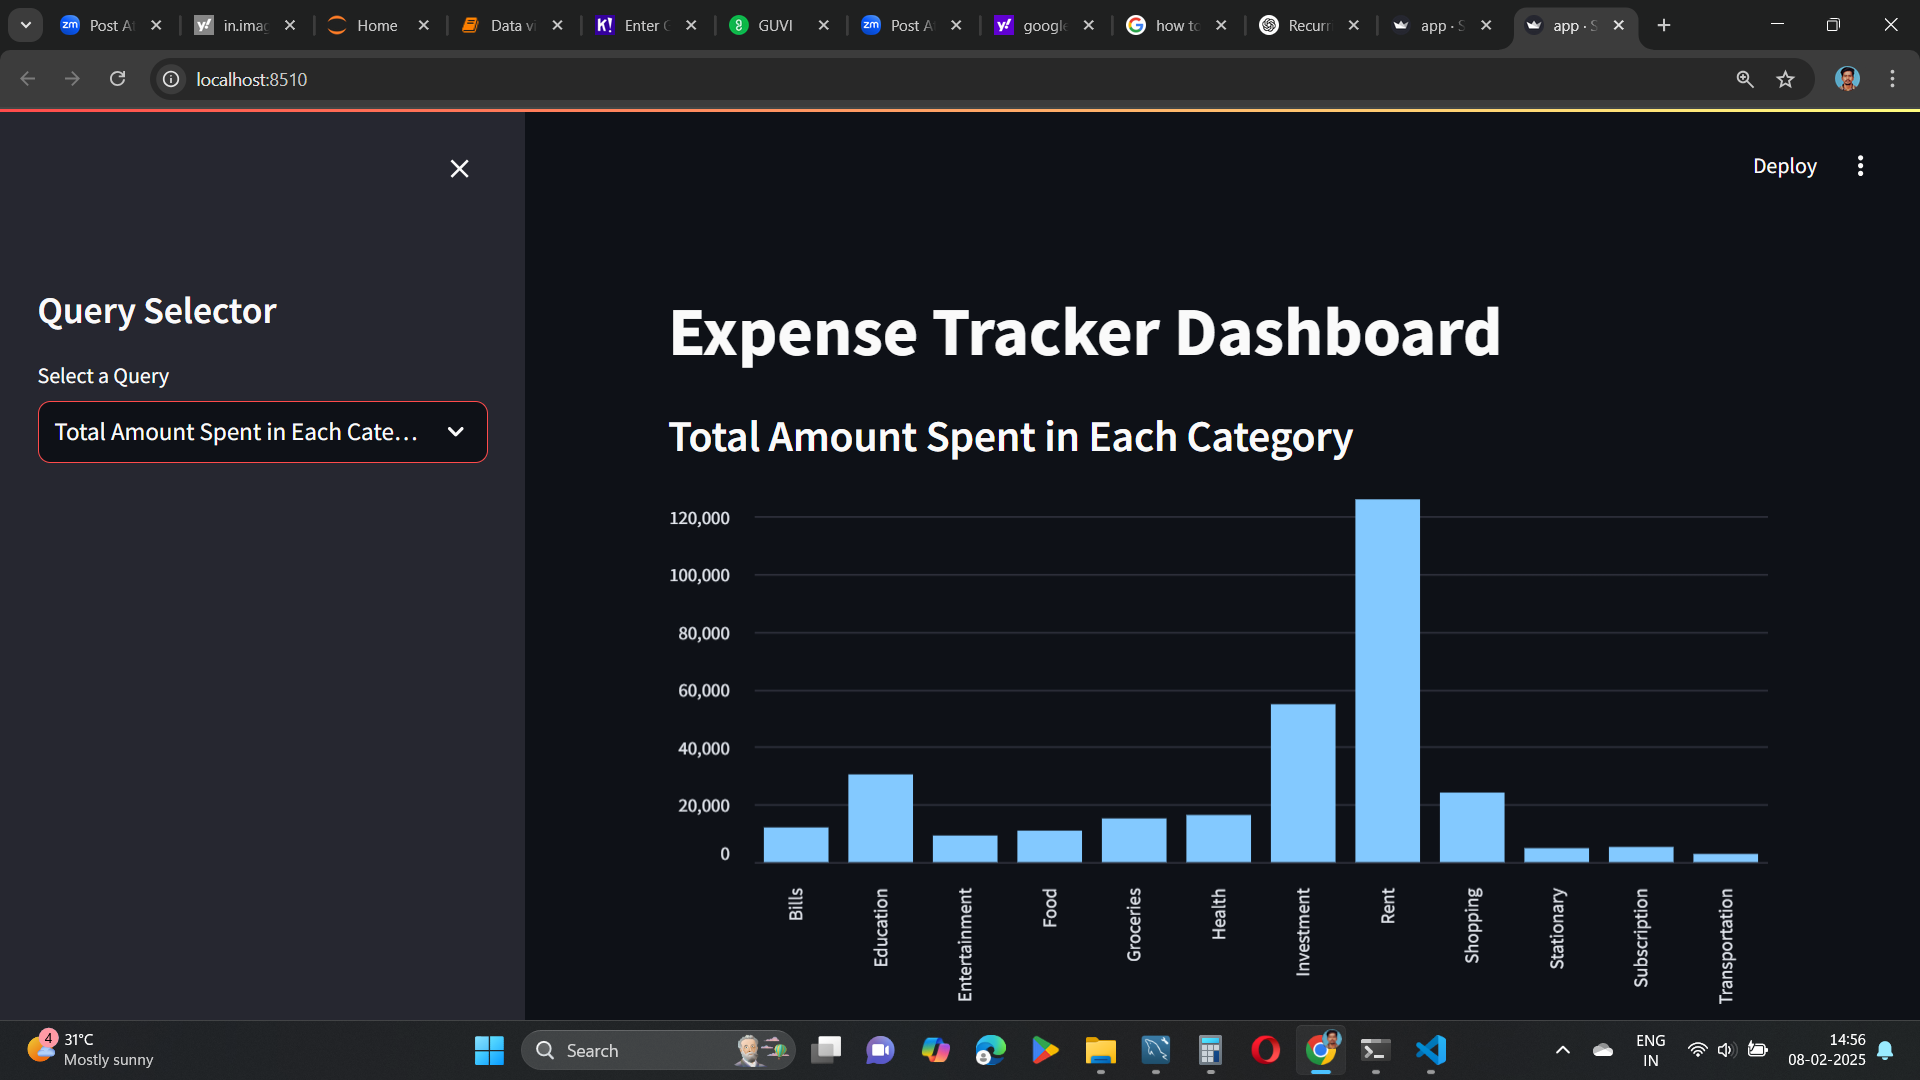 zm Post A
y! in.imag
Home
Data vi
K! Enter G
GUVI
zm Post A
y! google
how to
Recurr
app · S
app · S
localhost:8510
Deploy
Query Selector
Select a Query
Total Amount Spent in Each Cate...
Expense Tracker Dashboard
Total Amount Spent in Each Category
120,000
100,000
80,000
60,000
40,000
20,000
0
Bills
Education
Entertainment
Food
Groceries
Health
Investment
Rent
Shopping
Stationary
Subscription
Transportation
4
31°C
Mostly sunny
Search
ENG
IN
14:56
08-02-2025